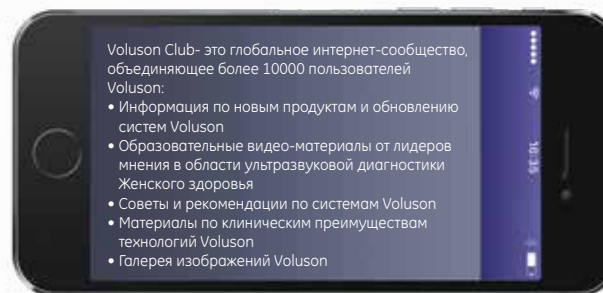 Voluson Club- это глобальное интернет-сообщество,
объединяющее более 10000 пользователей
Voluson:
• Информация по новым продуктам и обновлению
систем Voluson
• Образовательные видео-материалы от лидеров
мнения в области ультразвуковой диагностики
Женского здоровья
• Советы и рекомендации по системам Voluson
• Материалы по клиническим преимуществам
технологий Voluson
• Галерея изображений Voluson
16:35